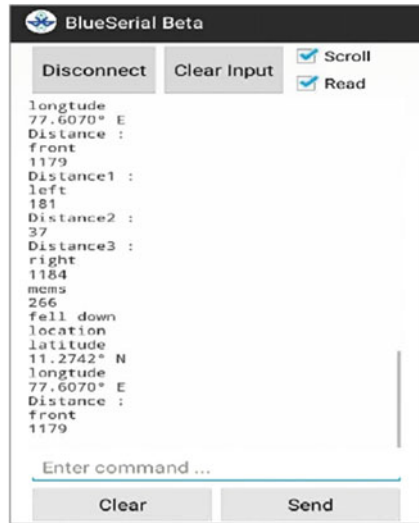 BlueSerial Beta
Disconnect
Clear Input
Scroll
Read
longtude
77.6070° E
Distance :
front
1179
Distance1 :
left
181
Distance2 :
37
Distance3 :
right
1184
mems
266
fell down
location
latitude
11.2742° N
longtude
77.6070° E
Distance :
front
1179
Enter command ...
Clear
Send